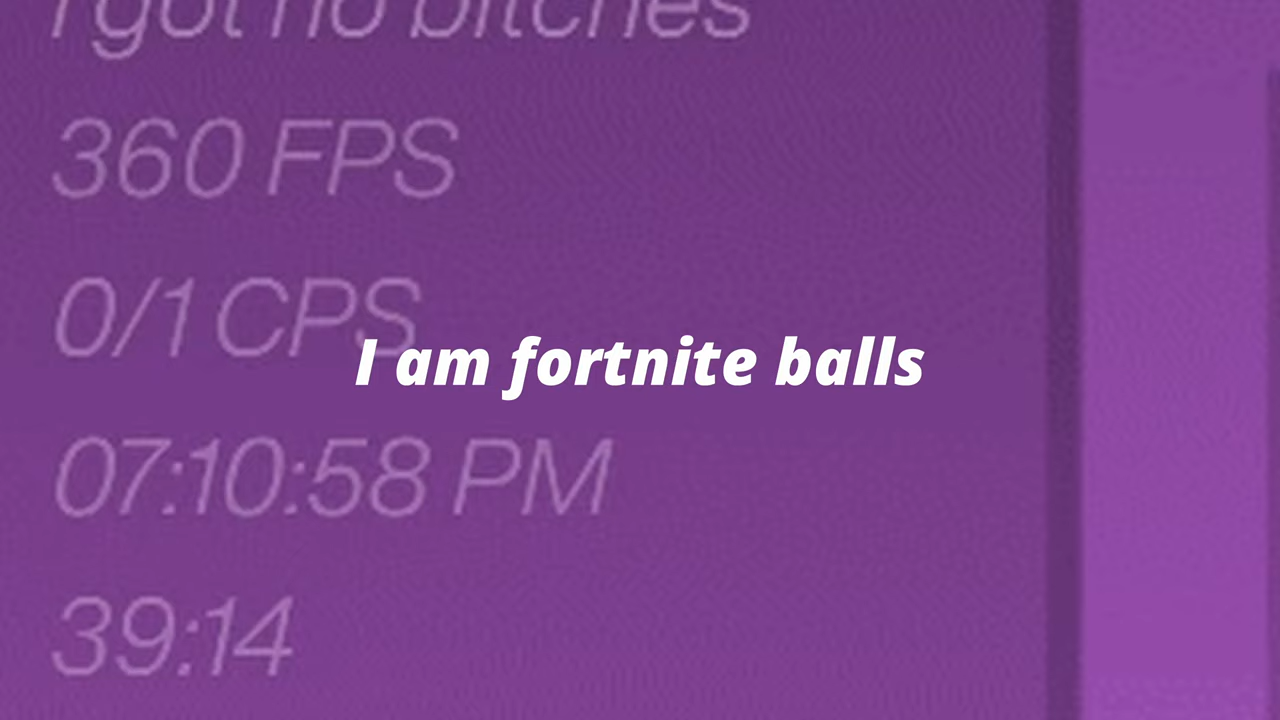 I got no bitches
360 FPS
0/1 CPS
I am fortnite balls
07:10:58 PM
39:14